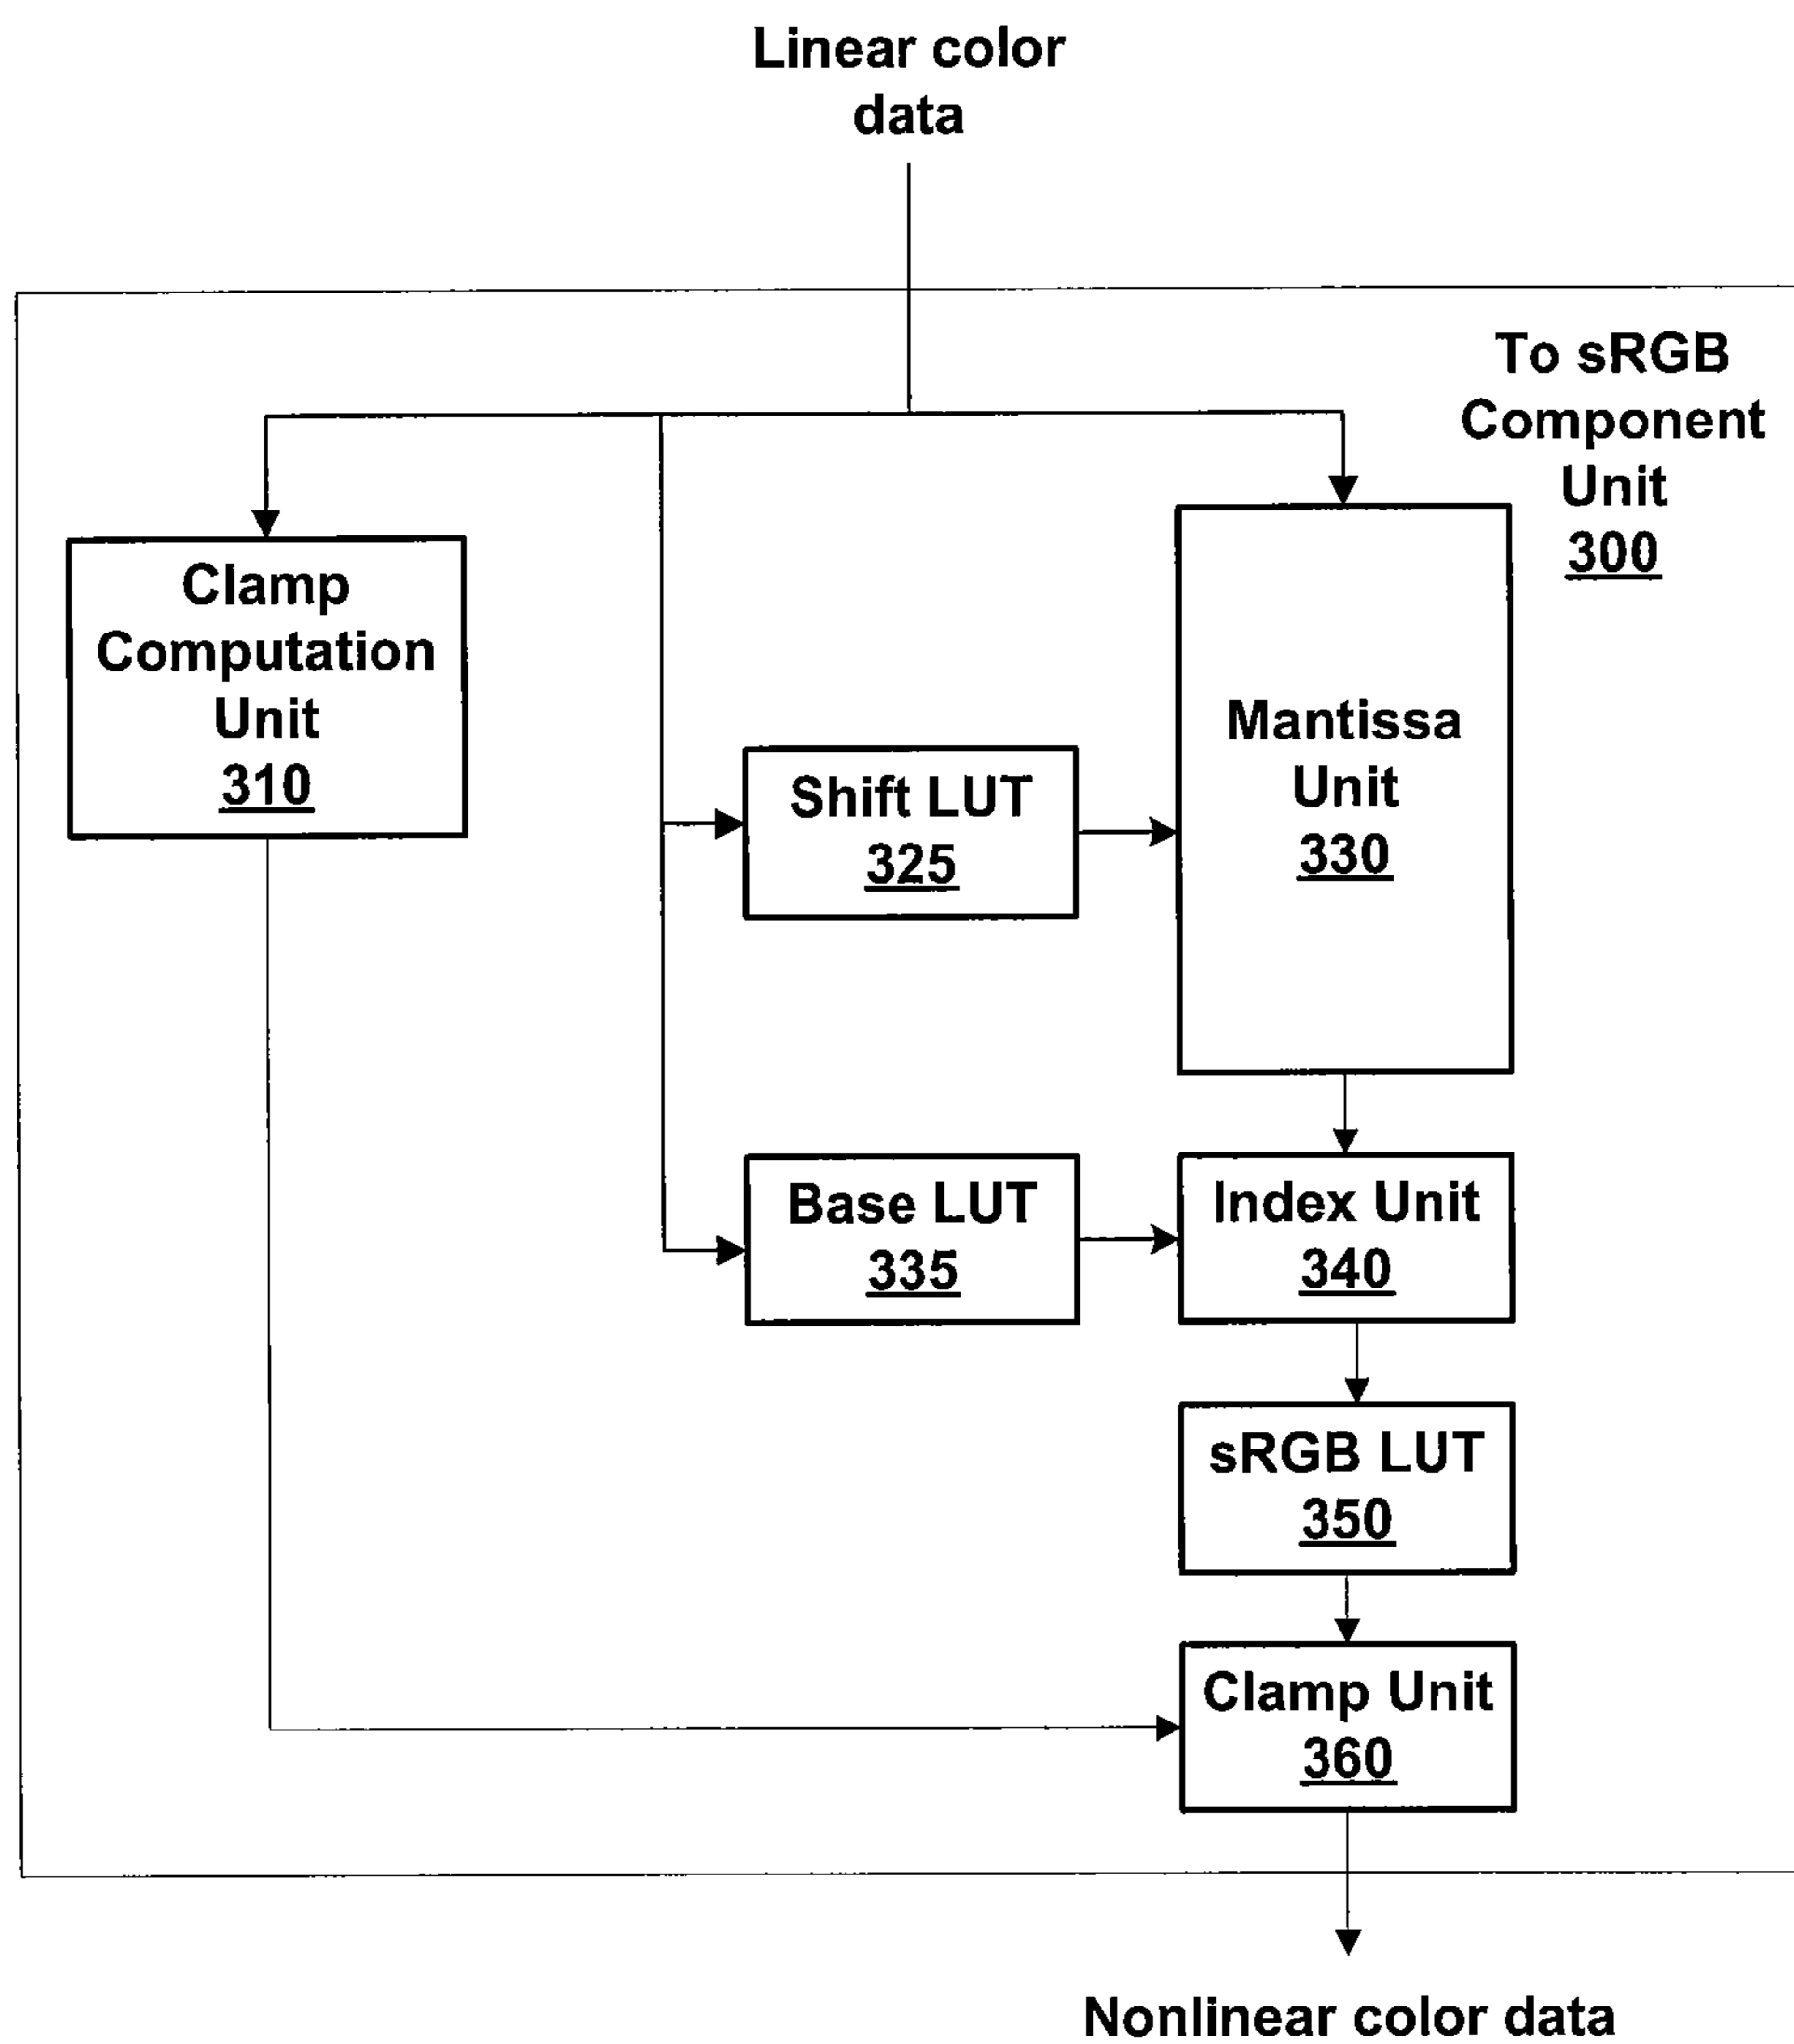 Linear color
data
To sRGB
Component
Unit
300
Clamp
Computation
Unit
310
Shift LUT
325
Mantissa
Unit
330
Base LUT
335
Index Unit
340
sRGB LUT
350
Clamp Unit
360
Nonlinear color data